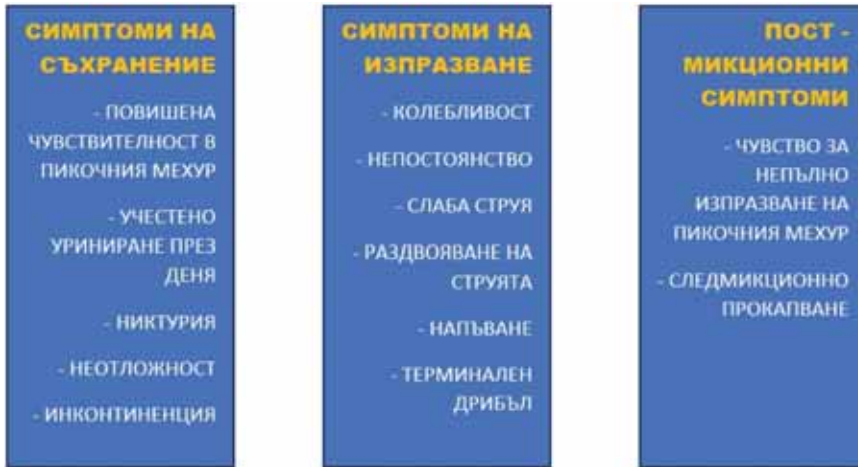 СИМПТОМИ НА
СЪХРАНЕНИЕ
- ПОВИШЕНА
ЧУВСТВИТЕЛНОСТ В
ПИКОЧНИЯ МЕХУР
- УЧЕСТЕНО
УРИНИРАНЕ ПРЕЗ
ДЕНЯ
- НИКТУРИЯ
- НЕОТЛОЖНОСТ
- ИНКОНТИНЕНЦИЯ
СИМПТОМИ НА
ИЗПРАЗВАНЕ
- КОЛЕБЛИВОСТ
- НЕПОСТОЯНСТВО
- СЛАБА СТРУЯ
- РАЗДВОЯВАНЕ НА
СТРУЯТА
- НАПЪВАНЕ
- ТЕРМИНАЛЕН
ДРИБЪЛ
ПОСТ -
МИКЦИОННИ
СИМПТОМИ
- ЧУВСТВО ЗА
НЕПЪЛНО
ИЗПРАЗВАНЕ НА
ПИКОЧНИЯ МЕХУР
- СЛЕДМИКЦИОННО
ПРОКАПВАНЕ